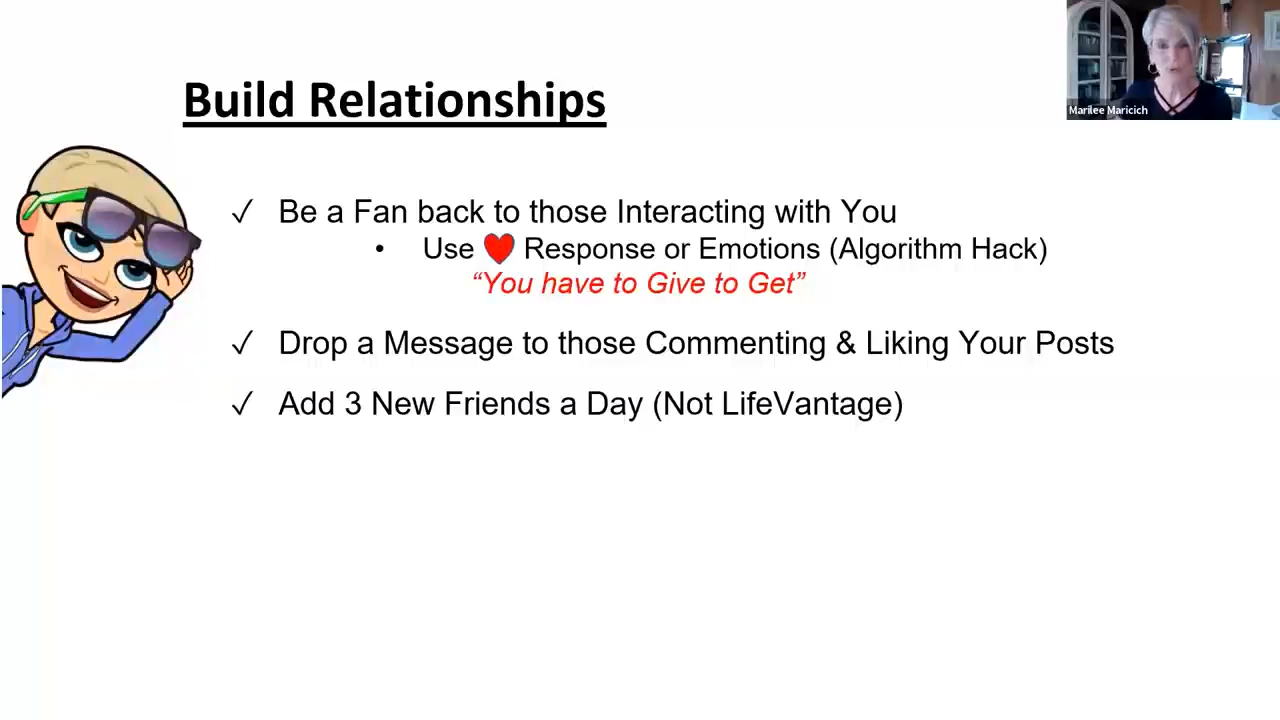 Marilee Maricich
Build Relationships
✓ Be a Fan back to those Interacting with You
• Use ❤ Response or Emotions (Algorithm Hack)
“You have to Give to Get”
✓ Drop a Message to those Commenting & Liking Your Posts
✓ Add 3 New Friends a Day (Not LifeVantage)